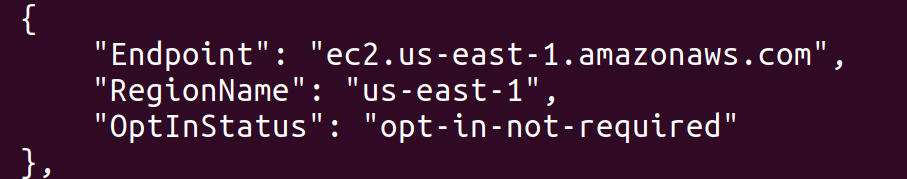 {
    "Endpoint": "ec2.us-east-1.amazonaws.com",
    "RegionName": "us-east-1",
    "OptInStatus": "opt-in-not-required"
},